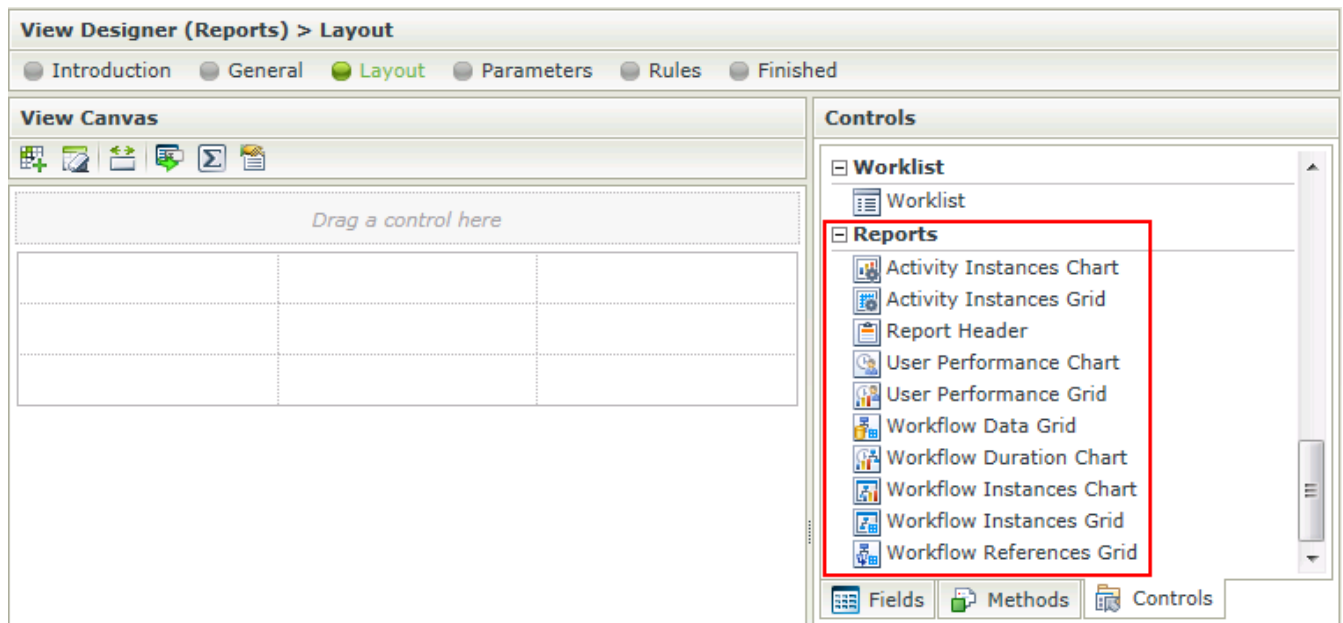 View Designer (Reports) > Layout
Introduction General Layout Parameters Rules Finished
View Canvas
Drag a control here
Controls
Worklist
Worklist
Reports
Activity Instances Chart
Activity Instances Grid
Report Header
User Performance Chart
User Performance Grid
Workflow Data Grid
Workflow Duration Chart
Workflow Instances Chart
Workflow Instances Grid
Workflow References Grid
Fields Methods Controls